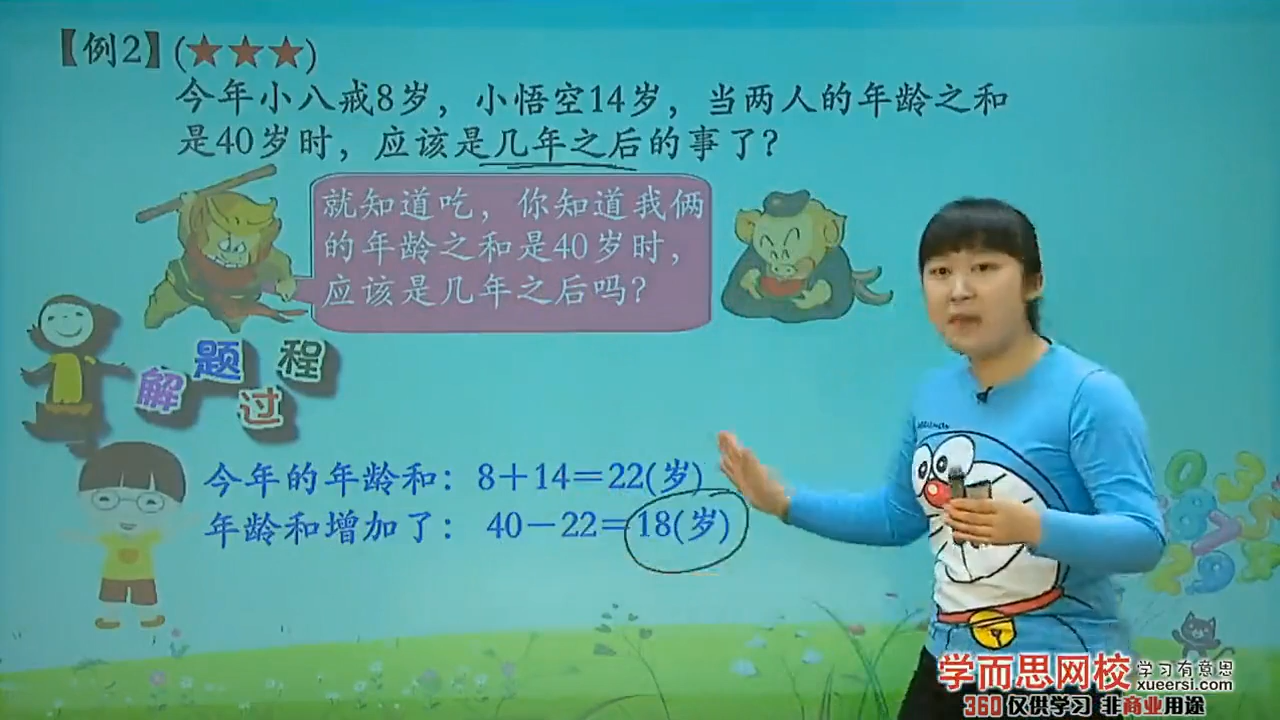 【例2】(★★★)
今年小八戒8岁，小悟空14岁，当两人的年龄之和
是40岁时，应该是几年之后的事了？
就知道吃，你知道我俩
的年龄之和是40岁时，
应该是几年之后吗？
解题过程
今年的年龄和：8＋14＝22(岁)
年龄和增加了：40－22＝18(岁)
学而思网校 学习有意思
xueersi.com
360 仅供学习 非商业用途